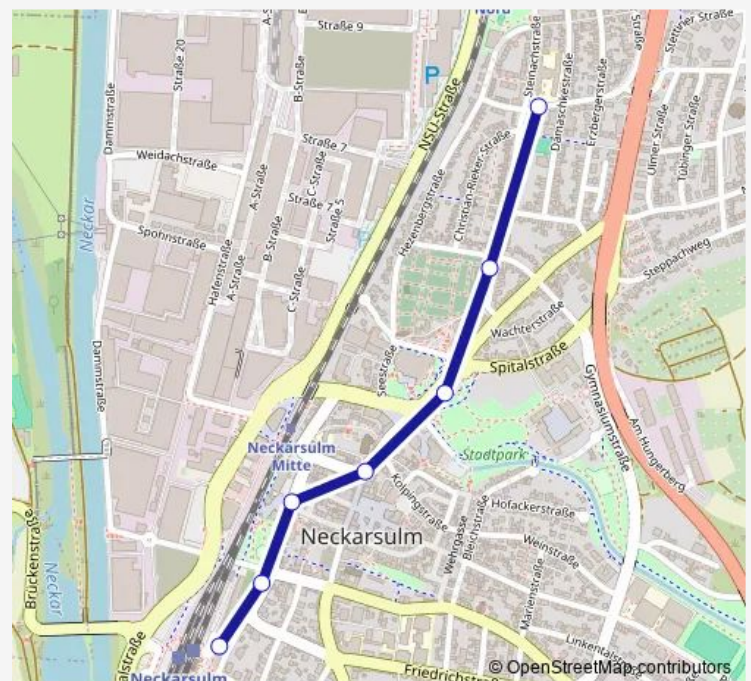 Nord
Straße 9
A-S
B-Straße
Straße 20
Steinachstraße
Straße
Stettiner Straße
P
Dammstraße
NSU-Straße
Damaschkestraße
Erzbergerstraße
Ulmer Straße
Tübinger Straße
Straße 7
Weidachstraße
C-Straße
Christian-Rieker-Straße
A-Straße
Hezenbergstraße
Straße 7
Straße 5
Neckar
Spohnstraße
B-Straße
P
Steppachweg
Hafenstraße
A-Straße
C-Straße
Wächterstraße
Dammstraße
Seestraße
Spitalstraße
Gymnasiumstraße
Neckarsulm
Mitte
Stadtpark
Am Hungerberg
Kolpingstraße
Hofackerstraße
Neckarsulm
Wehrgasse
Bleichstraße
Weinstraße
Brückenstraße
Neckar
Marienstraße
Linkentalstraße
alstraße
Friedrichstraße
© OpenStreetMap contributors
Neckarsulm